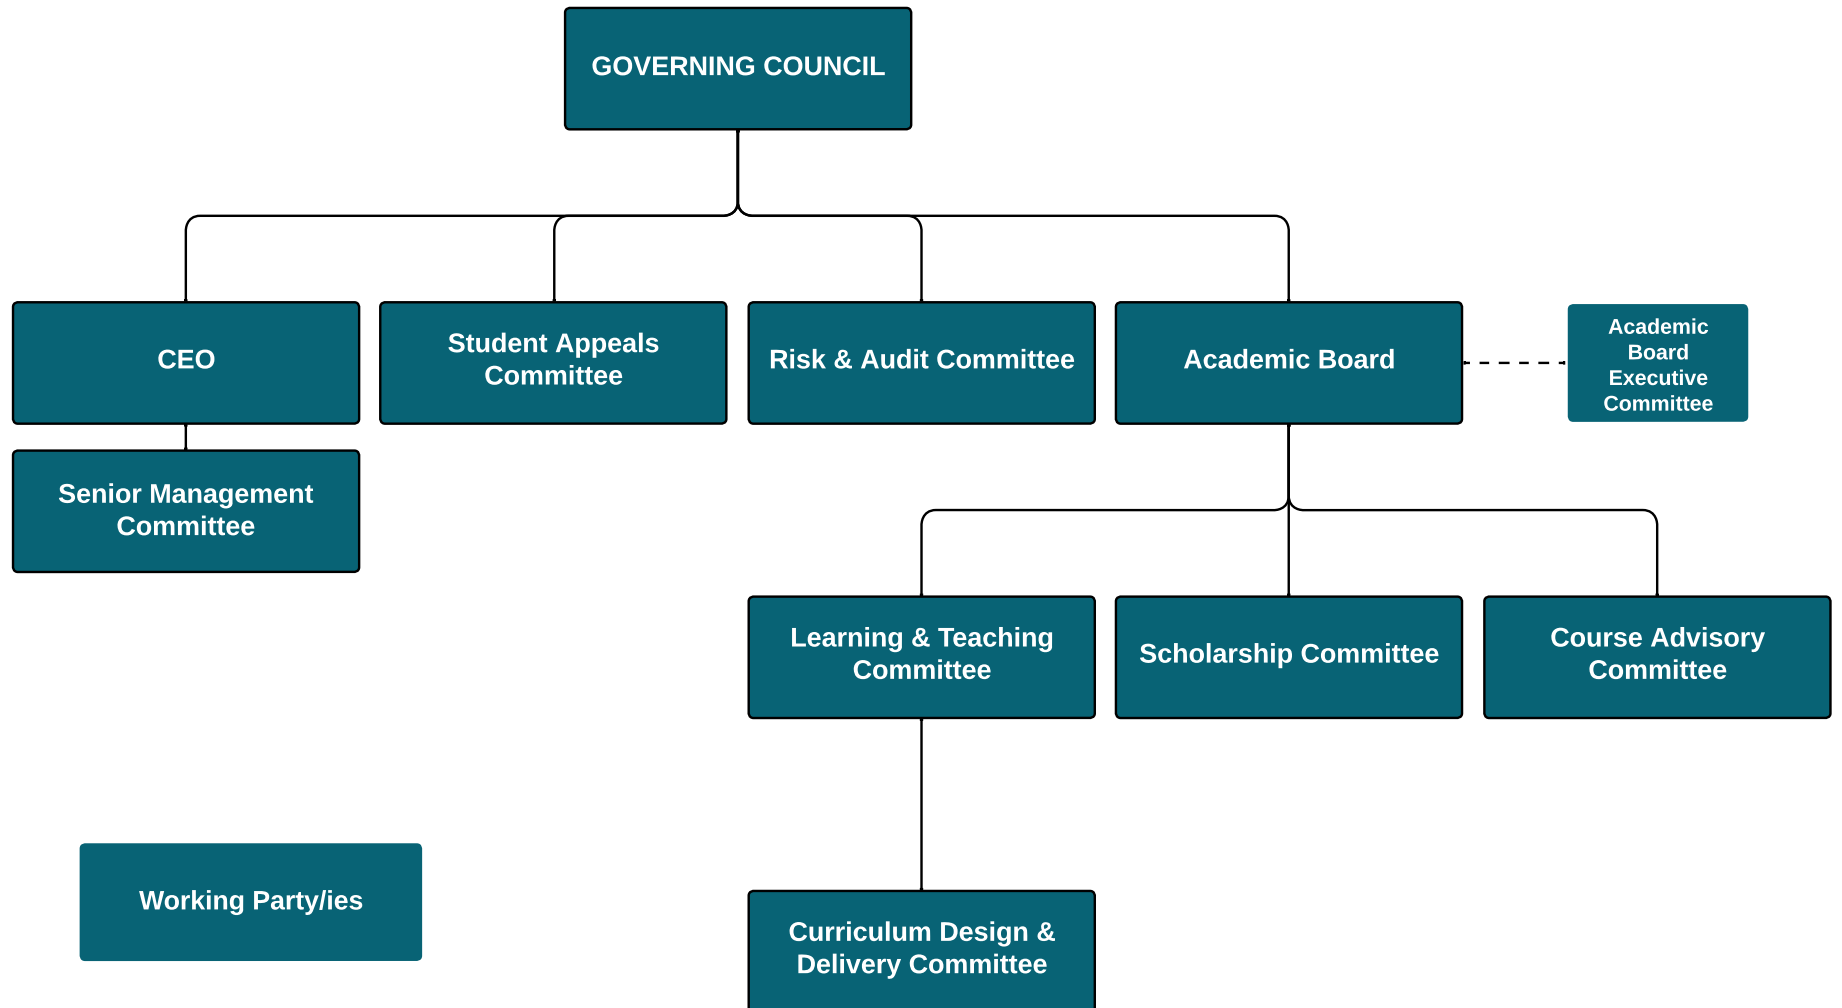 GOVERNING COUNCIL
CEO
Student Appeals
Committee
Risk & Audit Committee
Academic Board
Academic
Board
Executive
Committee
Senior Management
Committee
Learning & Teaching
Committee
Scholarship Committee
Course Advisory
Committee
Working Party/ies
Curriculum Design &
Delivery Committee